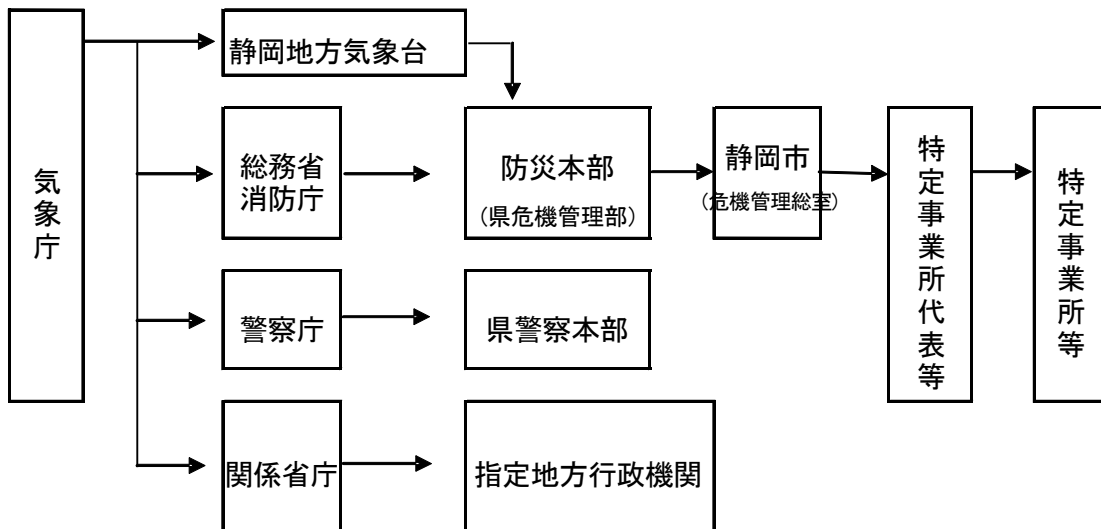 気象庁
静岡地方気象台
総務省
消防庁
防災本部
(県危機管理部)
静岡市
(危機管理総室)
特定事業所代表等
特定事業所等
警察庁
県警察本部
関係省庁
指定地方行政機関